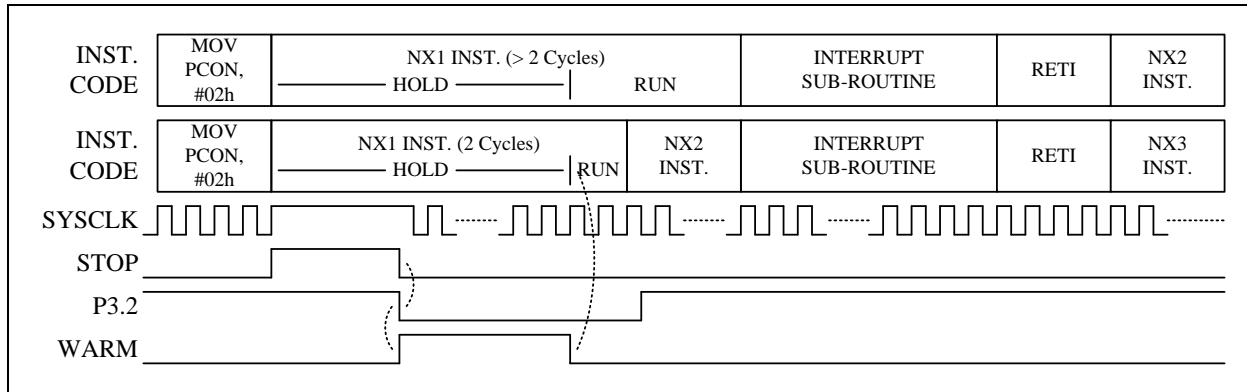 INST.
CODE
MOV
PCON,
#02h
NX1 INST. (> 2 Cycles)
HOLD
RUN
INTERRUPT
SUB-ROUTINE
RETI
NX2
INST.
INST.
CODE
MOV
PCON,
#02h
NX1 INST. (2 Cycles)
HOLD
RUN
NX2
INST.
INTERRUPT
SUB-ROUTINE
RETI
NX3
INST.
SYSCLK
STOP
P3.2
WARM